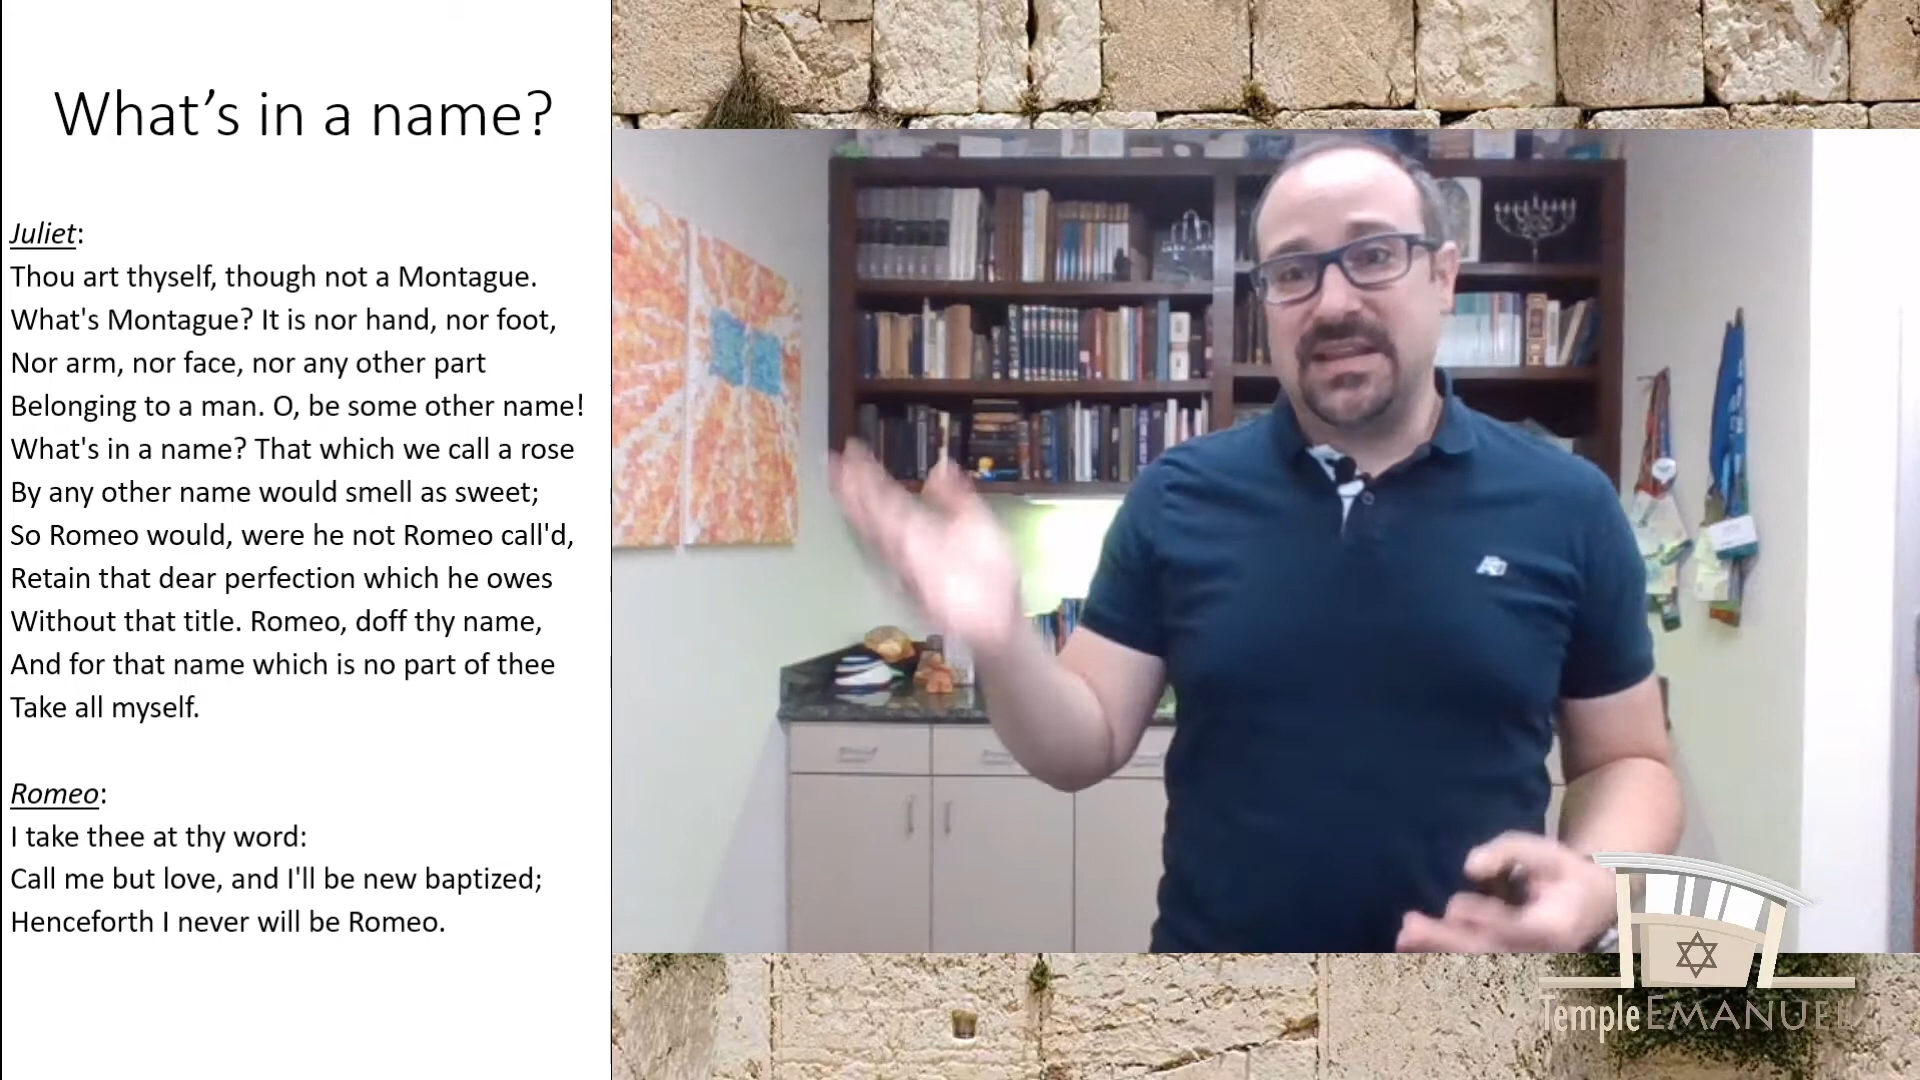 What’s in a name?
Juliet:
Thou art thyself, though not a Montague.
What's Montague? It is nor hand, nor foot,
Nor arm, nor face, nor any other part
Belonging to a man. O, be some other name!
What's in a name? That which we call a rose
By any other name would smell as sweet;
So Romeo would, were he not Romeo call'd,
Retain that dear perfection which he owes
Without that title. Romeo, doff thy name,
And for that name which is no part of thee
Take all myself.
Romeo:
I take thee at thy word:
Call me but love, and I'll be new baptized;
Henceforth I never will be Romeo.
Temple EMANUEL